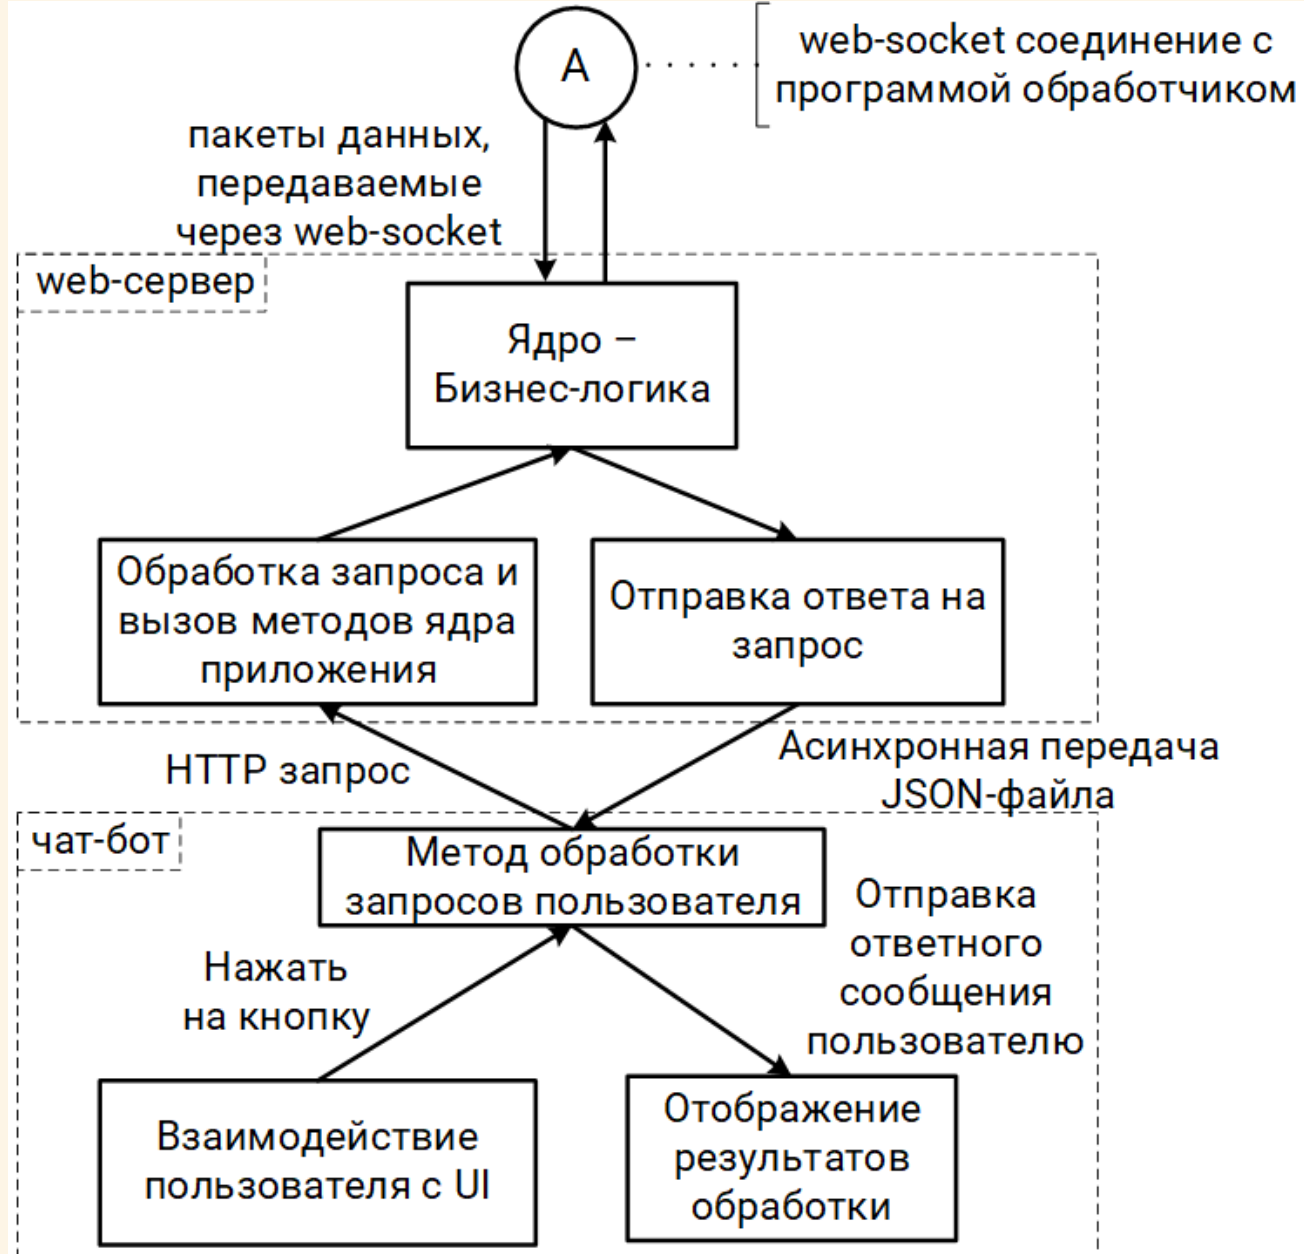 А
web-socket соединение с
программой обработчиком
пакеты данных,
передаваемые
через web-socket
web-сервер
Ядро –
Бизнес-логика
Обработка запроса и
вызов методов ядра
приложения
Отправка ответа на
запрос
HTTP запрос
Асинхронная передача
JSON-файла
чат-бот
Метод обработки
запросов пользователя
Отправка
ответного
сообщения
пользователю
Нажать
на кнопку
Взаимодействие
пользователя с UI
Отображение
результатов
обработки